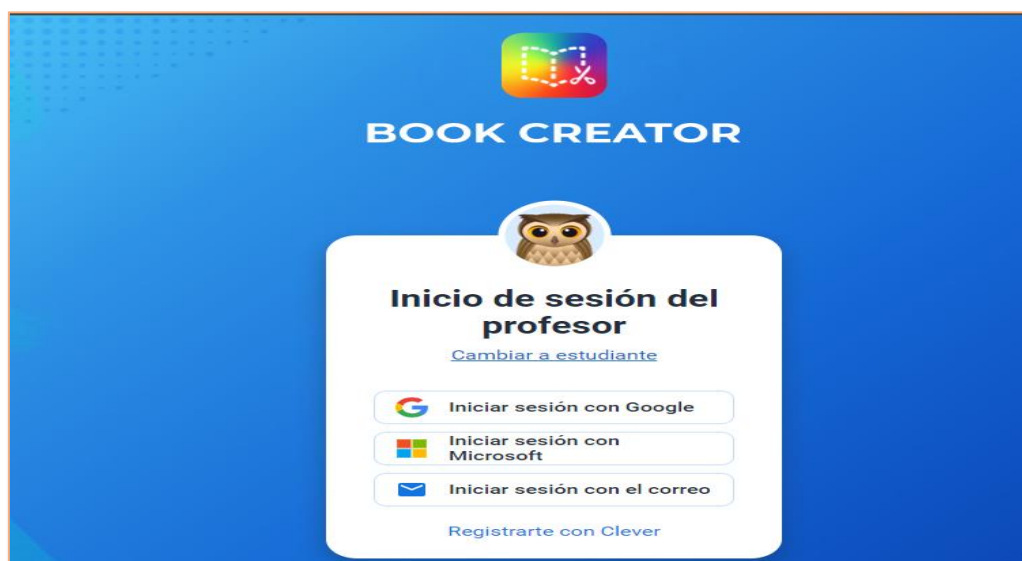 BOOK CREATOR
Inicio de sesión del
profesor
Cambiar a estudiante
Iniciar sesión con Google
Iniciar sesión con
Microsoft
Iniciar sesión con el correo
Registrarte con Clever